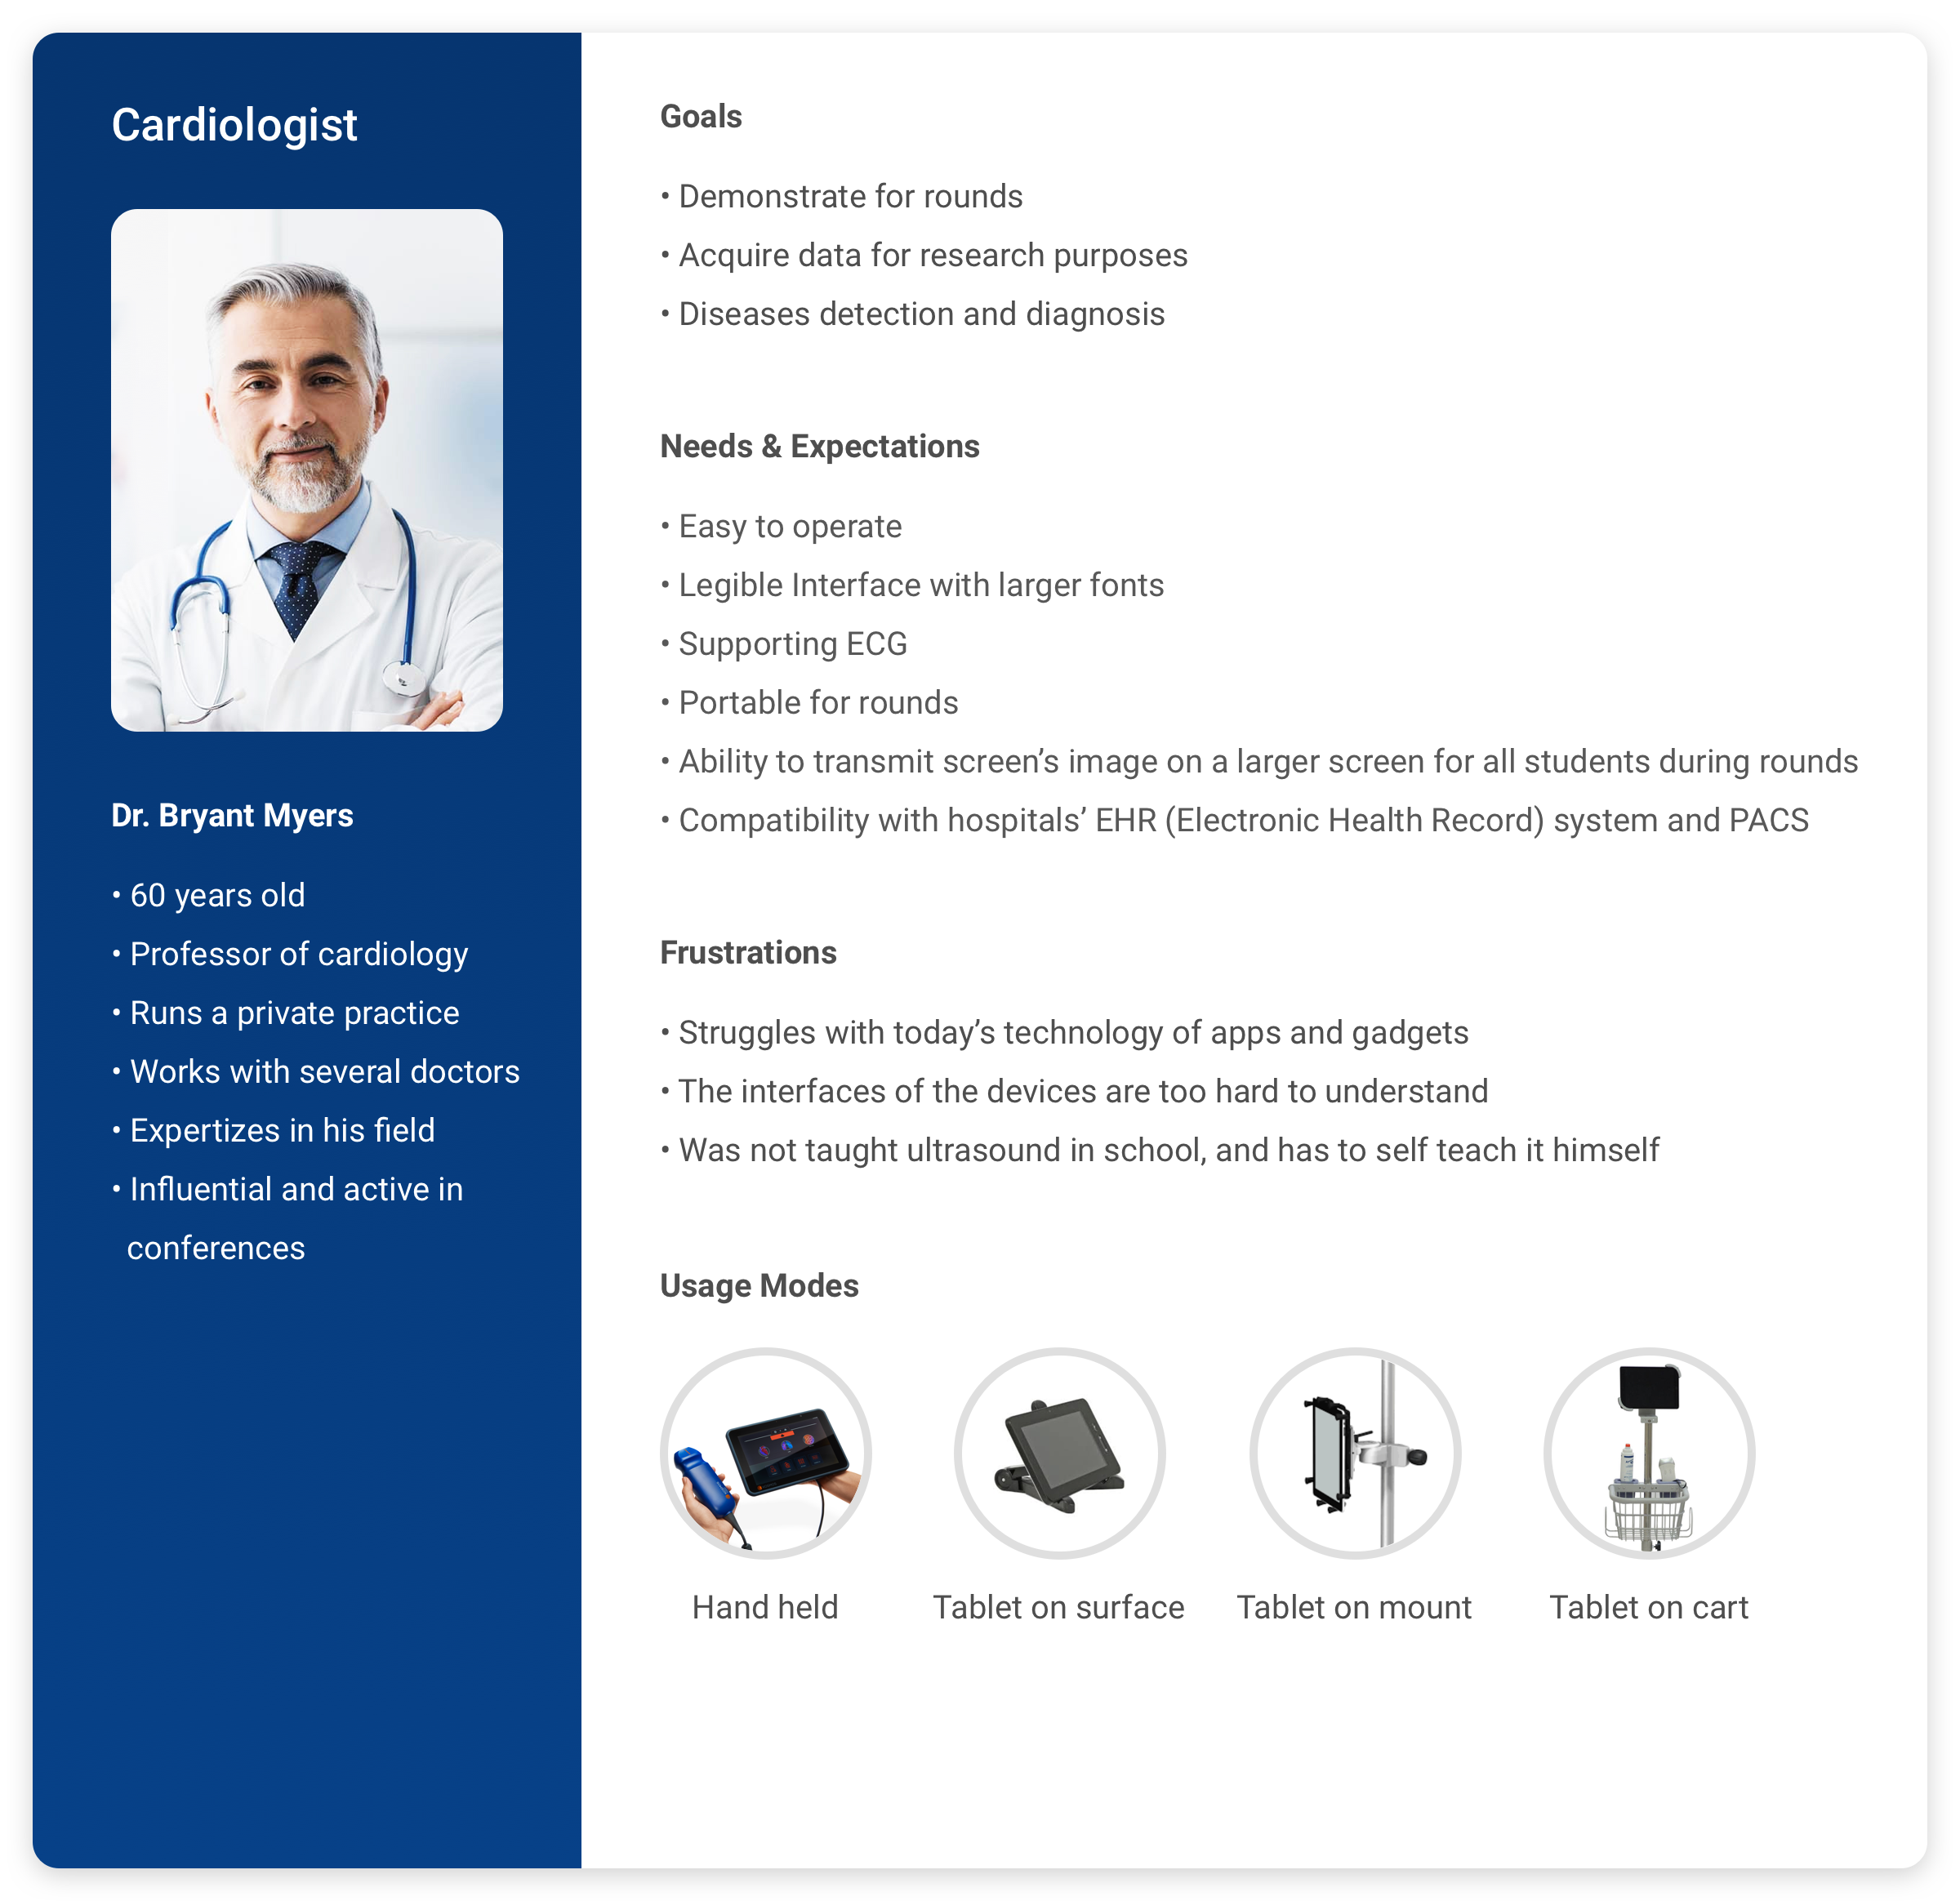 Cardiologist
Dr. Bryant Myers
• 60 years old
• Professor of cardiology
• Runs a private practice
• Works with several doctors
• Expertizes in his field
• Influential and active in
conferences
Goals
• Demonstrate for rounds
• Acquire data for research purposes
• Diseases detection and diagnosis
Needs & Expectations
• Easy to operate
• Legible Interface with larger fonts
• Supporting ECG
• Portable for rounds
• Ability to transmit screen’s image on a larger screen for all students during rounds
• Compatibility with hospitals’ EHR (Electronic Health Record) system and PACS
Frustrations
• Struggles with today’s technology of apps and gadgets
• The interfaces of the devices are too hard to understand
• Was not taught ultrasound in school, and has to self teach it himself
Usage Modes
Hand held
Tablet on surface
Tablet on mount
Tablet on cart